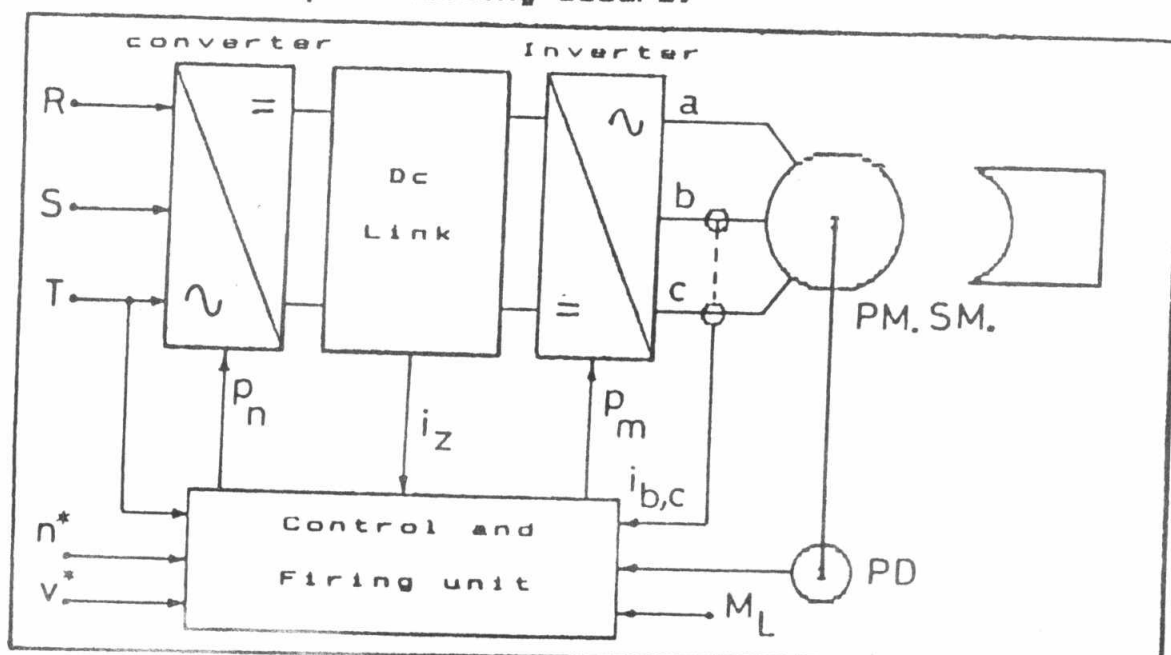 converter
Inverter
R
S
T
=
∿
Dc
Link
∿
=
a
b
c
PM. SM.
p_n
i_z
p_m
i_b,c
n*
v*
Control and
Firing unit
PD
M_L